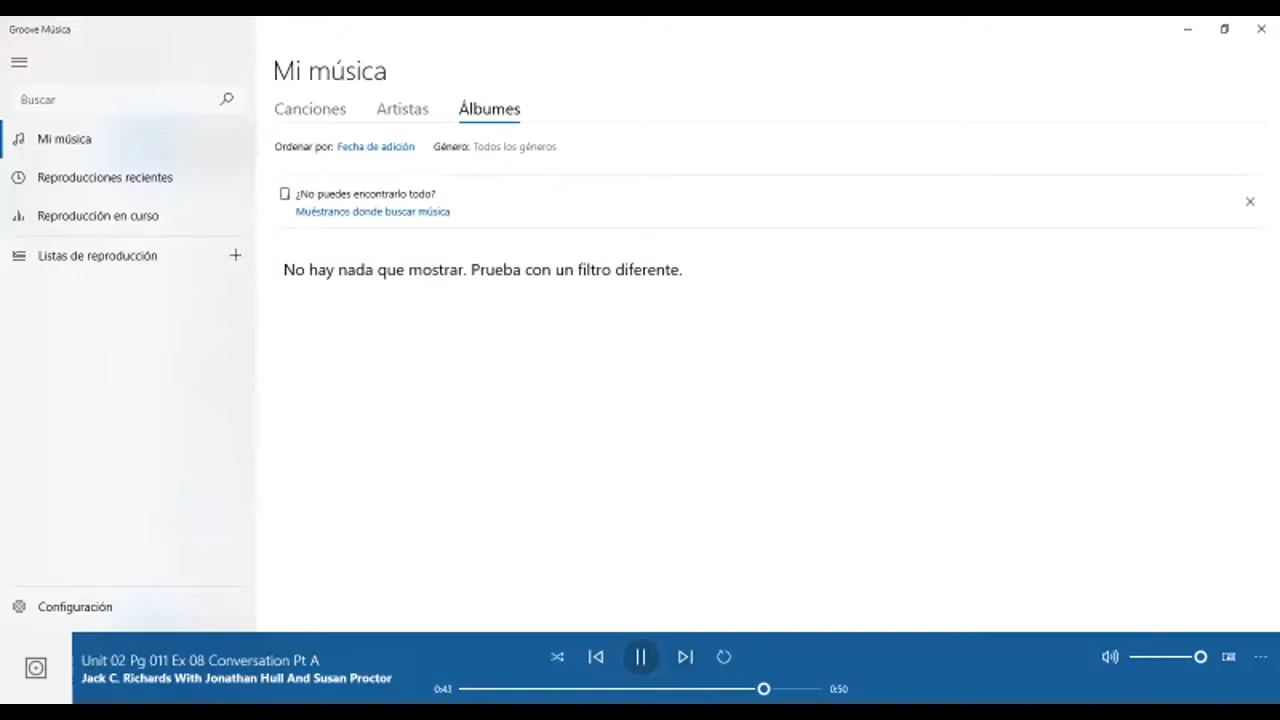 Groove Música
Buscar
Mi música
Reproducciones recientes
Reproducción en curso
Listas de reproducción
Configuración
Mi música
Canciones Artistas Álbumes
Ordenar por: Fecha de adición Género: Todos los géneros
¿No puedes encontrarlo todo?
Muéstranos donde buscar música
No hay nada que mostrar. Prueba con un filtro diferente.
Unit 02 Pg 011 Ex 08 Conversation Pt A
Jack C. Richards With Jonathan Hull And Susan Proctor
0:43 0:50